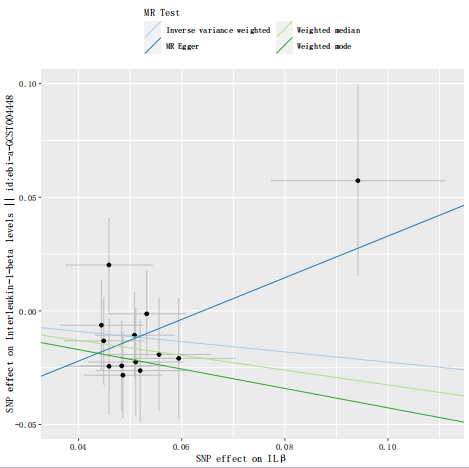 MR Test
Inverse variance weighted
Weighted median
MR Egger
Weighted mode
SNP effect on Interleukin-1-beta levels || id:ebi-a-GCST004448
0.10
0.05
0.00
-0.05
0.04
0.06
0.08
0.10
SNP effect on ILβ